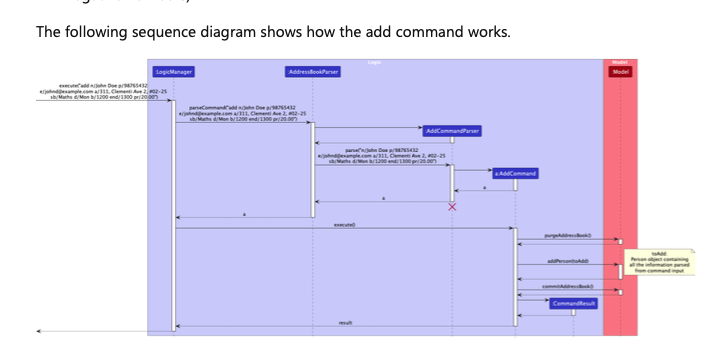 The following sequence diagram shows how the add command works.
Logic
Model
:LogicManager
:AddressBookParser
:Model
execute("add n/John Doe p/98765432
e/johnd@example.com a/311, Clementi Ave 2, #02-25
sb/Maths d/Mon b/1200 end/1300 pr/20.00")
parseCommand("add n/John Doe p/98765432
e/johnd@example.com a/311, Clementi Ave 2, #02-25
sb/Maths d/Mon b/1200 end/1300 pr/20.00")
:AddCommandParser
parse("n/John Doe p/98765432
e/johnd@example.com a/311, Clementi Ave 2, #02-25
sb/Maths d/Mon b/1200 end/1300 pr/20.00")
a:AddCommand
a
a
a
execute()
purgeAddressBook()
toAdd:
Person object containing
all the information parsed
from command input
addPerson(toAdd)
commitAddressBook()
:CommandResult
result